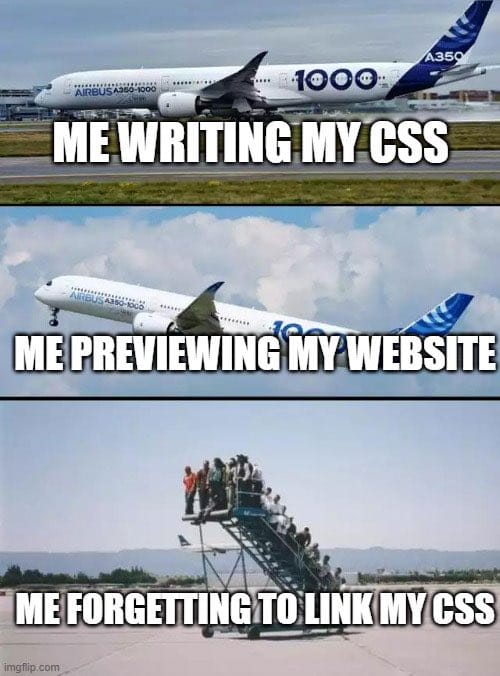 A350
1000
AIRBUS A350-1000
ME WRITING MY CSS
AIRBUS A350-1000
1000
ME PREVIEWING MY WEBSITE
ME FORGETTING TO LINK MY CSS
imgflip.com